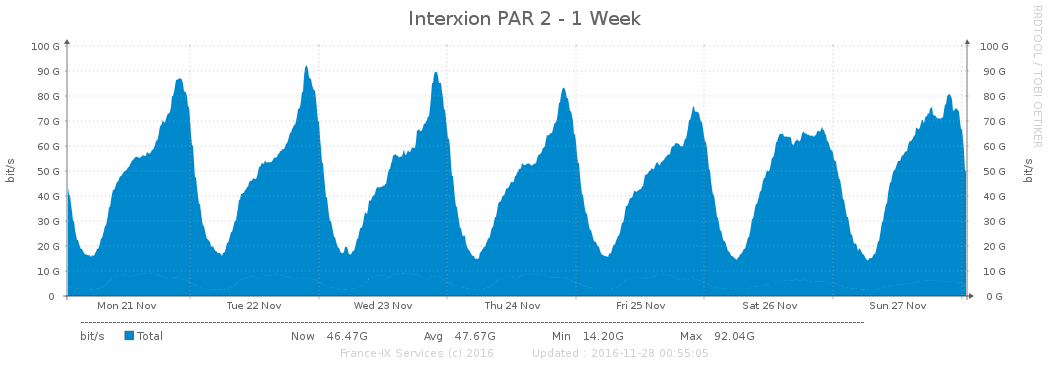 Interxion PAR 2 - 1 Week
RRDTOOL / TOBI OETIKER
bit/s
100 G 100 G
90 G 90 G
80 G 80 G
70 G 70 G
60 G 60 G
50 G 50 G
40 G 40 G
30 G 30 G
20 G 20 G
10 G 10 G
0 0 G
bit/s
Mon 21 Nov Tue 22 Nov Wed 23 Nov Thu 24 Nov Fri 25 Nov Sat 26 Nov Sun 27 Nov
bit/s Total Now 46.47G Avg 47.67G Min 14.20G Max 92.04G
France-IX Services (c) 2016 Updated : 2016-11-28 00:55:05